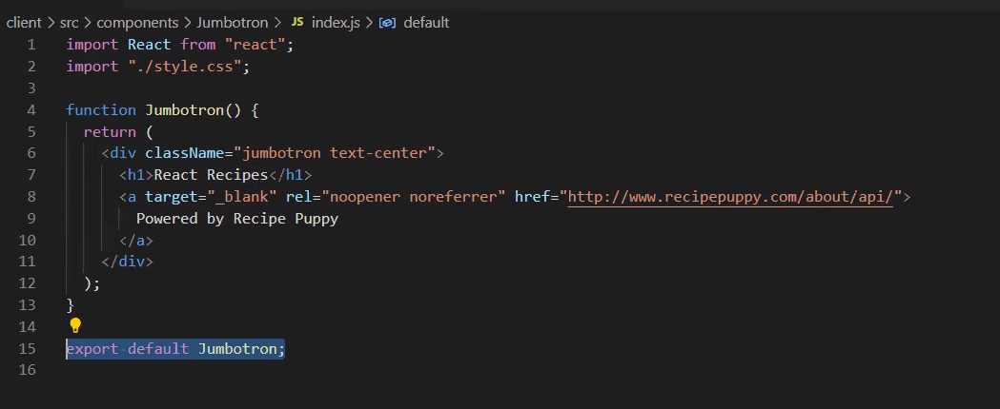 client > src > components > Jumbotron > JS index.js > default
1 import React from "react";
2 import "./style.css";
3
4 function Jumbotron() {
5   return (
6     <div className="jumbotron text-center">
7       <h1>React Recipes</h1>
8       <a target="_blank" rel="noopener noreferrer" href="http://www.recipepuppy.com/about/api/">
9         Powered by Recipe Puppy
10       </a>
11     </div>
12   );
13 }
14
15 export default Jumbotron;
16